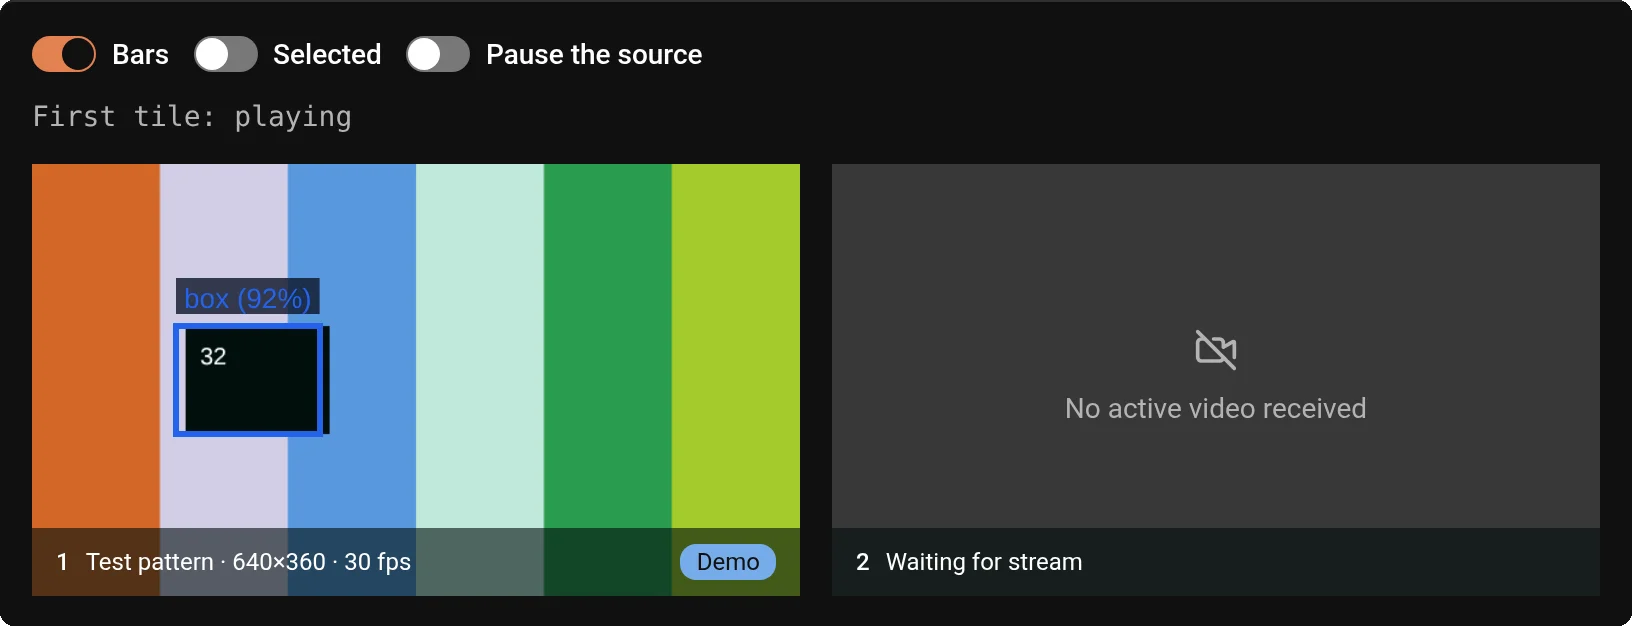 Bars Selected Pause the source
First tile: playing
box (92%)
32
No active video received
1 Test pattern · 640×360 · 30 fps Demo
2 Waiting for stream